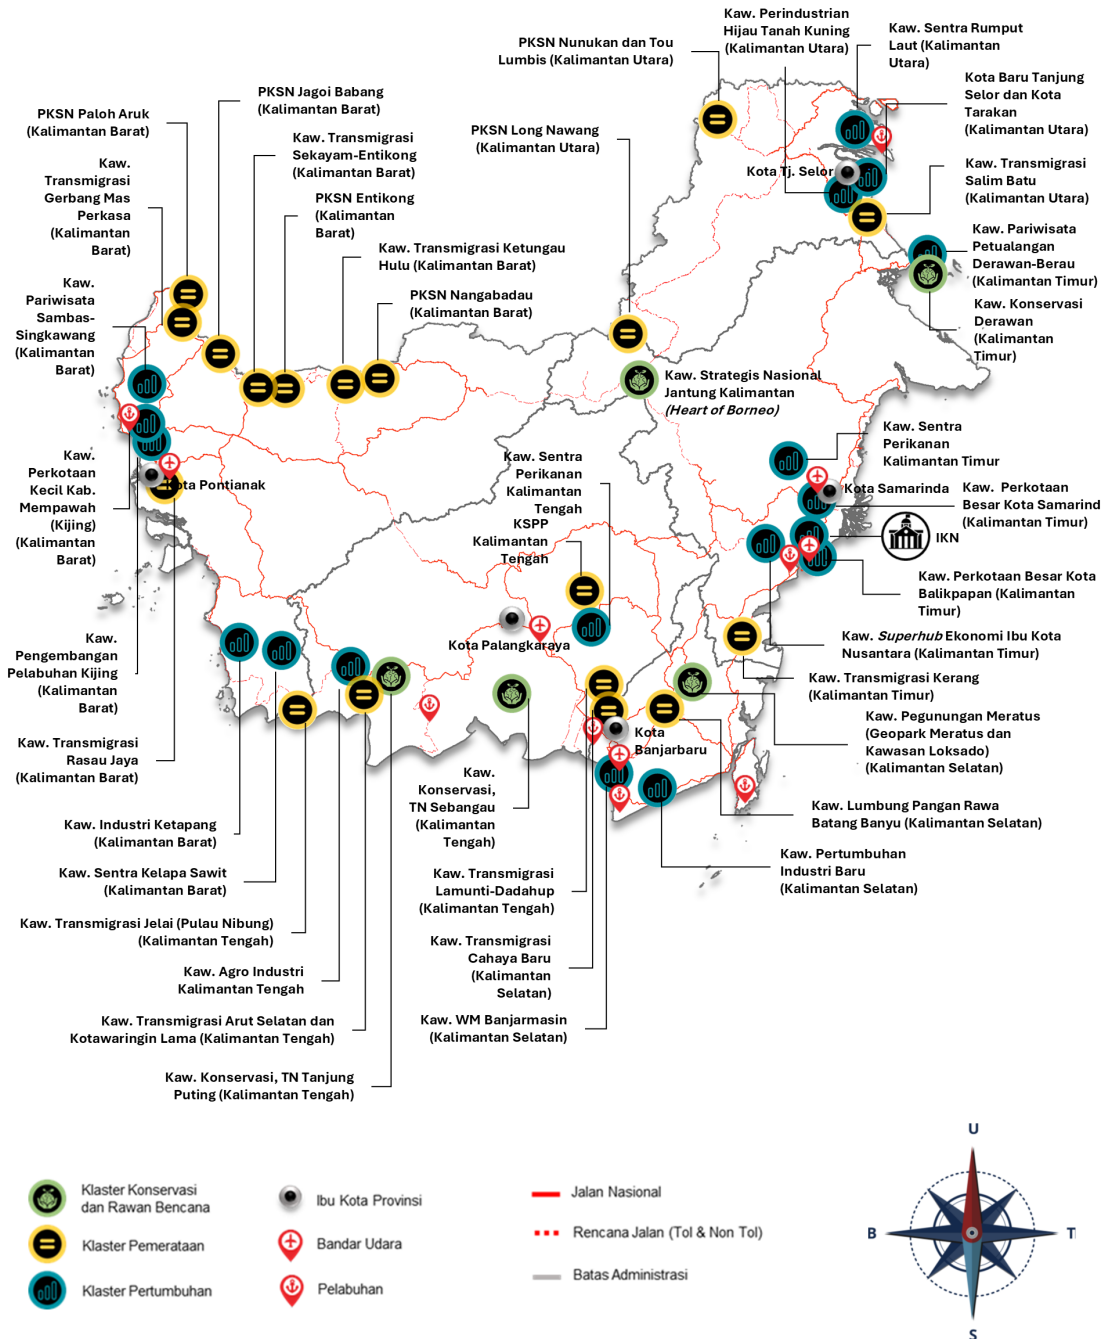 Kaw. Perindustrian
Hijau Tanah Kuning
(Kalimantan Utara)
Kaw. Sentra Rumput
Laut (Kalimantan
Utara)
PKSN Nunukan dan Tou
Lumbis (Kalimantan Utara)
Kota Baru Tanjung
Selor dan Kota
Tarakan
(Kalimantan Utara)
PKSN Jagoi Babang
(Kalimantan Barat)
PKSN Paloh Aruk
(Kalimantan Barat)
PKSN Long Nawang
(Kalimantan Utara)
Kaw. Transmigrasi
Sekayam-Entikong
(Kalimantan Barat)
Kaw.
Transmigrasi
Gerbang Mas
Perkasa
(Kalimantan
Barat)
Kota Tj. Selor
Kaw. Transmigrasi
Salim Batu
(Kalimantan Utara)
PKSN Entikong
(Kalimantan
Barat)
Kaw. Pariwisata
Petualangan
Derawan-Berau
(Kalimantan Timur)
Kaw. Transmigrasi Ketungau
Hulu (Kalimantan Barat)
Kaw.
Pariwisata
Sambas-
Singkawang
(Kalimantan
Barat)
PKSN Nangabadau
(Kalimantan Barat)
Kaw. Konservasi
Derawan
(Kalimantan
Timur)
Kaw. Strategis Nasional
Jantung Kalimantan
(Heart of Borneo)
Kaw. Sentra
Perikanan
Kalimantan Timur
Kaw.
Perkotaan
Kecil Kab.
Mempawah
(Kijing)
(Kalimantan
Barat)
Kota Pontianak
Kaw. Sentra
Perikanan
Kalimantan
Tengah
KSPP
Kalimantan
Tengah
Kota Samarinda
Kaw. Perkotaan
Besar Kota Samarind
(Kalimantan Timur)
IKN
Kaw. Perkotaan Besar Kota
Balikpapan (Kalimantan
Timur)
Kaw.
Pengembangan
Pelabuhan Kijing
(Kalimantan
Barat)
Kota Palangkaraya
Kaw. Superhub Ekonomi Ibu Kota
Nusantara (Kalimantan Timur)
Kaw. Transmigrasi Kerang
(Kalimantan Timur)
Kaw. Pegunungan Meratus
(Geopark Meratus dan
Kawasan Loksado)
(Kalimantan Selatan)
Kota
Banjarbaru
Kaw. Transmigrasi
Rasau Jaya
(Kalimantan Barat)
Kaw.
Konservasi,
TN Sebangau
(Kalimantan
Tengah)
Kaw. Lumbung Pangan Rawa
Batang Banyu (Kalimantan Selatan)
Kaw. Industri Ketapang
(Kalimantan Barat)
Kaw. Pertumbuhan
Industri Baru
(Kalimantan Selatan)
Kaw. Sentra Kelapa Sawit
(Kalimantan Barat)
Kaw. Transmigrasi
Lamunti-Dadahup
(Kalimantan Tengah)
Kaw. Transmigrasi Jelai (Pulau Nibung)
(Kalimantan Tengah)
Kaw. Transmigrasi
Cahaya Baru
(Kalimantan
Selatan)
Kaw. Agro Industri
Kalimantan Tengah
Kaw. Transmigrasi Arut Selatan dan
Kotawaringin Lama (Kalimantan Tengah)
Kaw. WM Banjarmasin
(Kalimantan Selatan)
Kaw. Konservasi, TN Tanjung
Puting (Kalimantan Tengah)
Klaster Konservasi
dan Rawan Bencana
Klaster Pemerataan
Klaster Pertumbuhan
Ibu Kota Provinsi
Bandar Udara
Pelabuhan
Jalan Nasional
Rencana Jalan (Tol & Non Tol)
Batas Administrasi
U
B
T
S